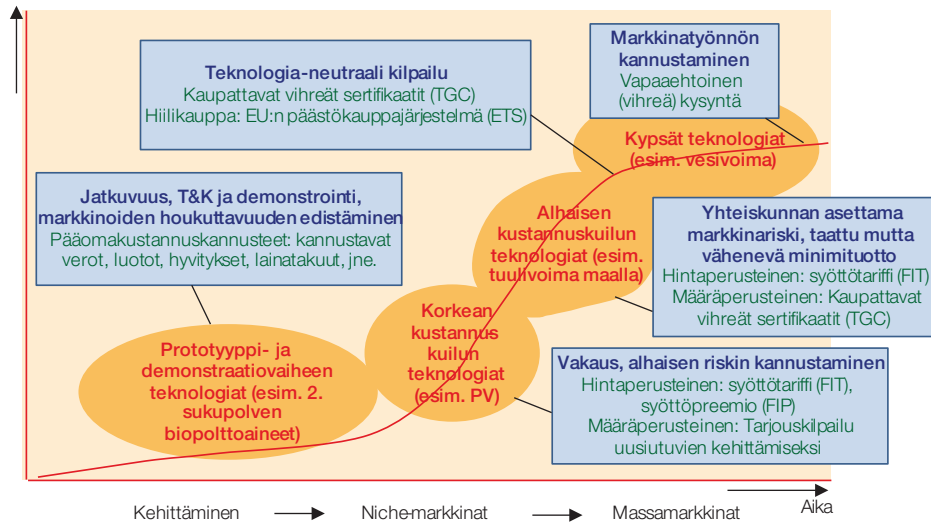 Markkinatyönnön
kannustaminen
Vapaaehtoinen
(vihreä) kysyntä
Teknologia-neutraali kilpailu
Kaupattavat vihreät sertifikaatit (TGC)
Hiilikauppa: EU:n päästökauppajärjestelmä (ETS)
Kypsät teknologiat
(esim. vesivoima)
Jatkuvuus, T&K ja demonstrointi,
markkinoiden houkuttavuuden edistäminen
Pääomakustannuskannusteet: kannustavat
verot, luotot, hyvitykset, lainatakuut, jne.
Alhaisen
kustannuskuilun
teknologiat (esim.
tuulivoima maalla)
Yhteiskunnan asettama
markkinariski, taattu mutta
vähenevä minimituotto
Hintaperusteinen: syöttötariffi (FIT)
Määräperusteinen: Kaupattavat
vihreät sertifikaatit (TGC)
Korkean
kustannus
kuilun
teknologiat
(esim. PV)
Prototyyppi- ja
demonstraatiovaiheen
teknologiat (esim. 2.
sukupolven
biopolttoaineet)
Vakaus, alhaisen riskin kannustaminen
Hintaperusteinen: syöttötariffi (FIT),
syöttöpreemio (FIP)
Määräperusteinen: Tarjouskilpailu
uusiutuvien kehittämiseksi
Kehittäminen
Niche-markkinat
Massamarkkinat
Aika